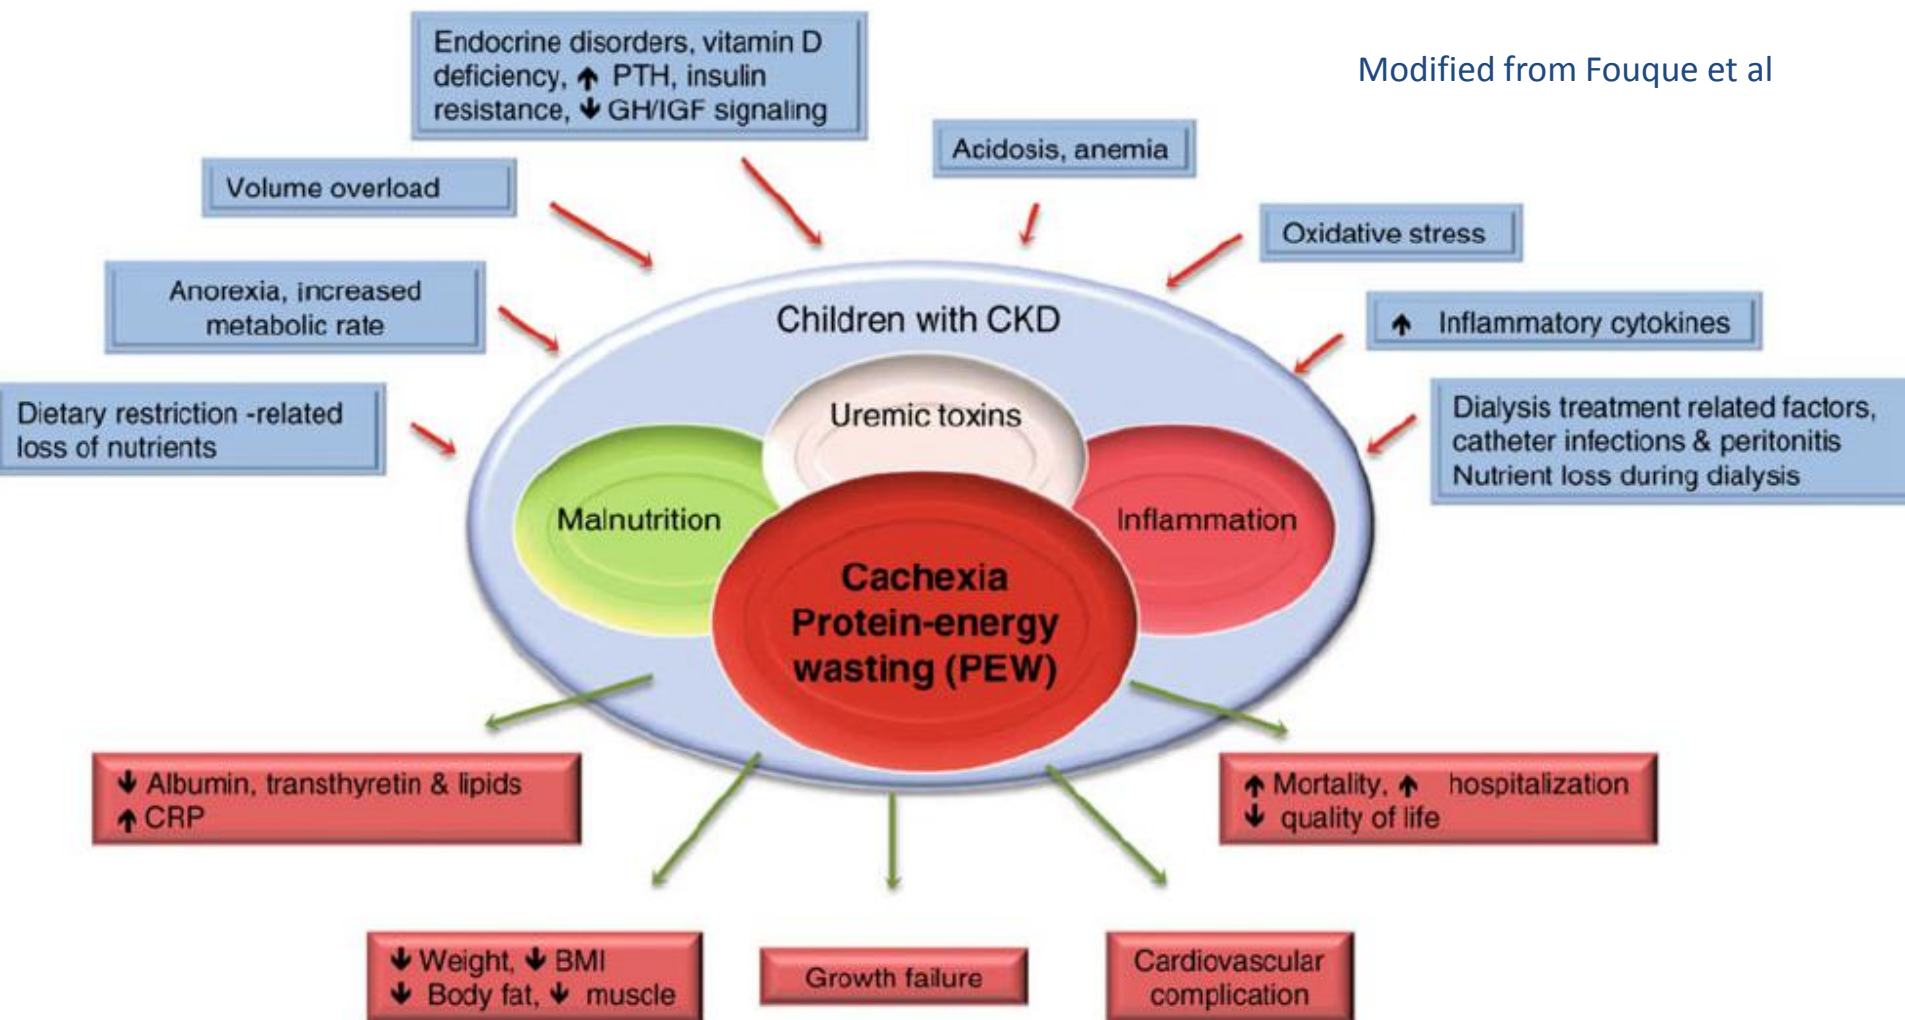 Endocrine disorders, vitamin D
deficiency, ↑ PTH, insulin
resistance, ↓ GH/IGF signaling
Modified from Fouque et al
Acidosis, anemia
Volume overload
Oxidative stress
Anorexia, increased
metabolic rate
↑ Inflammatory cytokines
Dietary restriction -related
loss of nutrients
Dialysis treatment related factors,
catheter infections & peritonitis
Nutrient loss during dialysis
Children with CKD
Uremic toxins
Malnutrition
Inflammation
Cachexia
Protein-energy
wasting (PEW)
↓ Albumin, transthyretin & lipids
↑ CRP
↑ Mortality, ↑ hospitalization
↓ quality of life
↓ Weight, ↓ BMI
↓ Body fat, ↓ muscle
Growth failure
Cardiovascular
complication